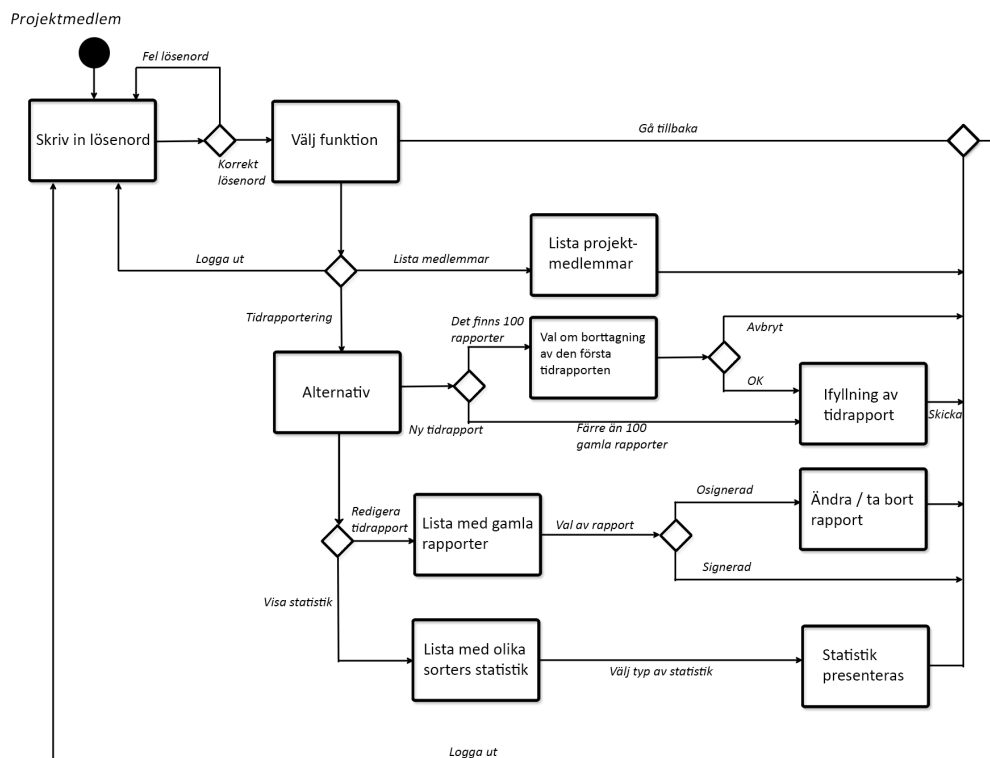 Projektmedlem
Fel lösenord
Skriv in lösenord
Korrekt
lösenord
Välj funktion
Gå tillbaka
Logga ut
Lista medlemmar
Lista projekt-
medlemmar
Tidrapportering
Det finns 100
rapporter
Val om borttagning
av den första
tidrapporten
Avbryt
OK
Alternativ
Ny tidrapport
Färre än 100
gamla rapporter
Ifyllning av
tidrapport
Skicka
Redigera
tidrapport
Lista med gamla
rapporter
Val av rapport
Osignerad
Ändra / ta bort
rapport
Signerad
Visa statistik
Lista med olika
sorters statistik
Välj typ av statistik
Statistik
presenteras
Logga ut